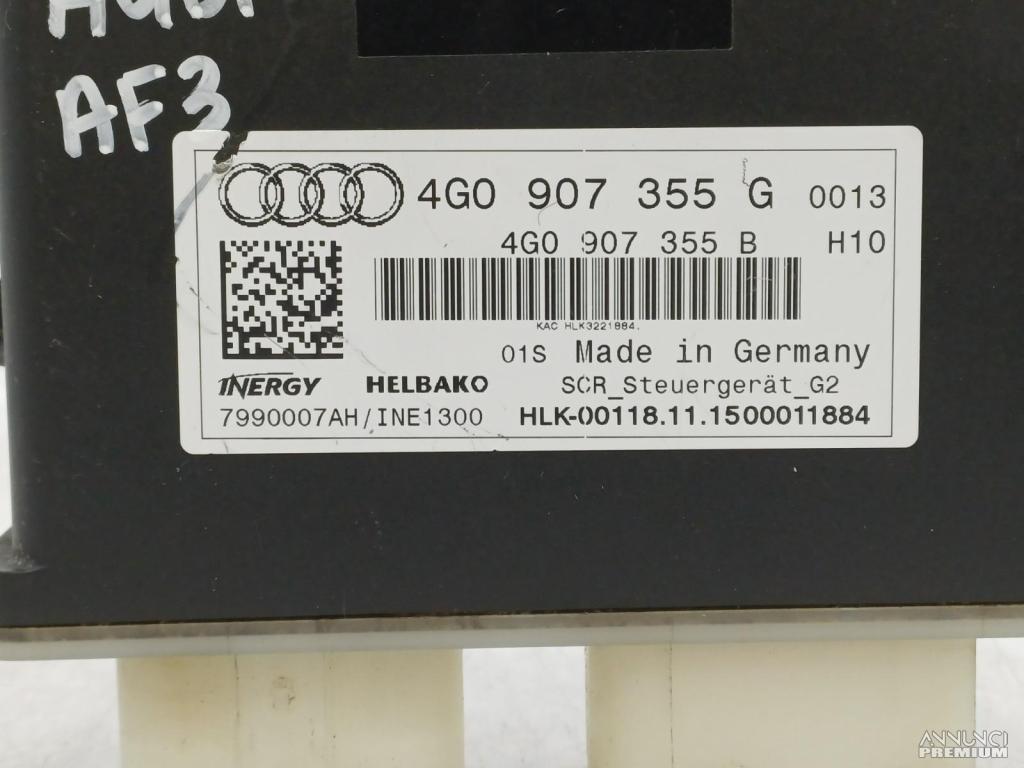 AF3
4G0 907 355 G 0013
4G0 907 355 B H10
KAC HLK3221884.
01S Made in Germany
INERGY HELBAKO SCR_Steuergerät_G2
7990007AH/INE1300 HLK-00118.11.1500011884
ANNUNCI
PREMIUM